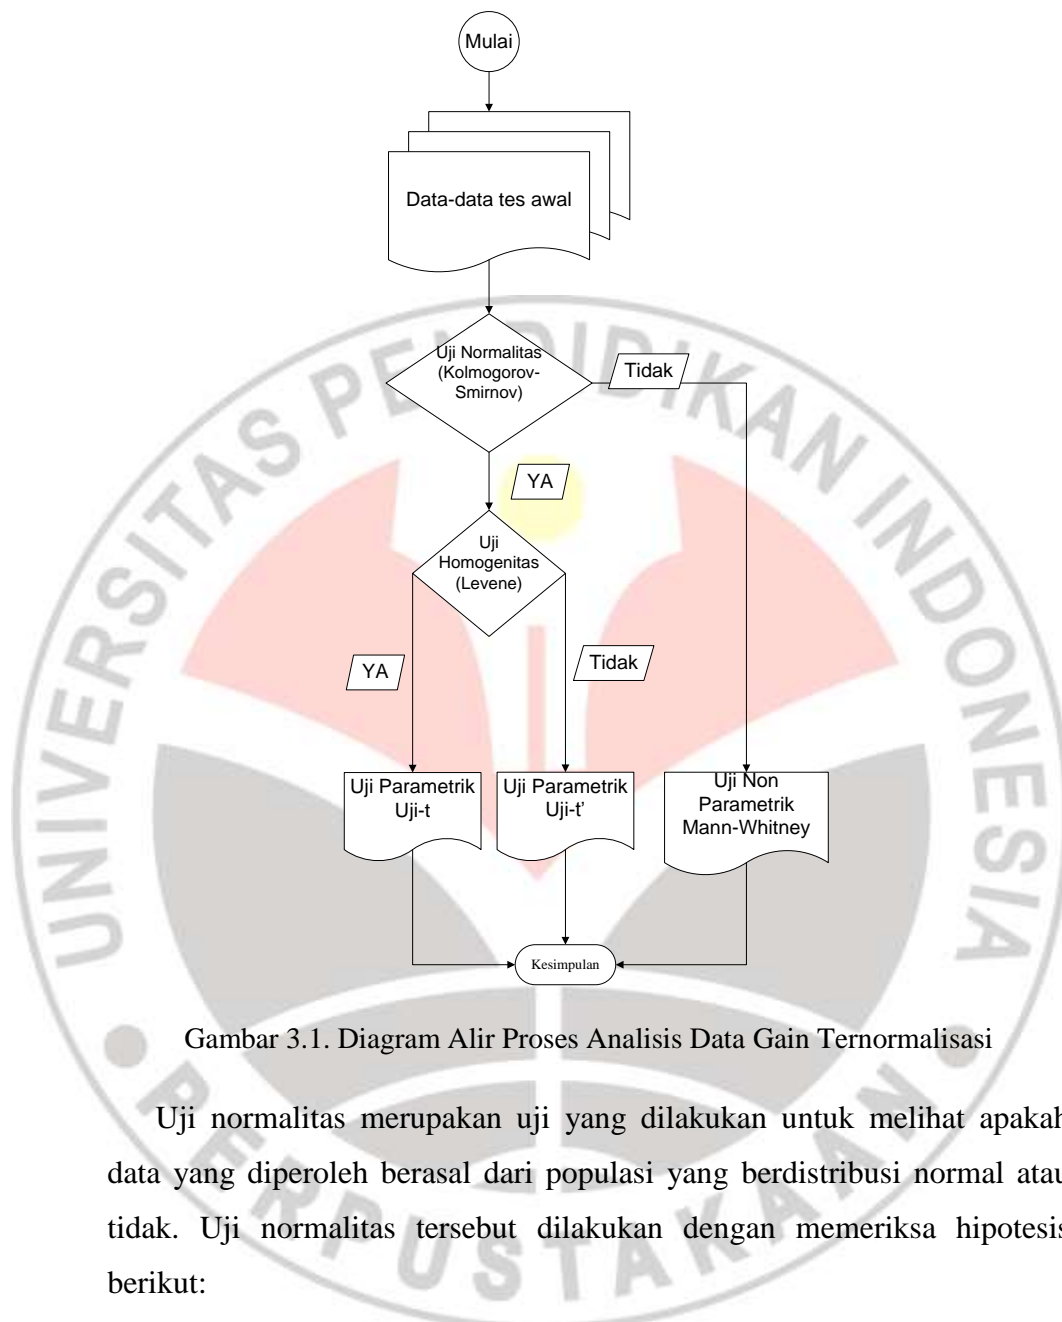 Mulai
Data-data tes awal
Uji Normalitas
(Kolmogorov-
Smirnov)
Tidak
YA
Uji
Homogenitas
(Levene)
YA
Tidak
Uji Parametrik
Uji-t
Uji Parametrik
Uji-t’
Uji Non
Parametrik
Mann-Whitney
Kesimpulan
Gambar 3.1. Diagram Alir Proses Analisis Data Gain Ternormalisasi
Uji normalitas merupakan uji yang dilakukan untuk melihat apakah
data yang diperoleh berasal dari populasi yang berdistribusi normal atau
tidak. Uji normalitas tersebut dilakukan dengan memeriksa hipotesis
berikut:
UNIVERSITAS PENDIDIKAN INDONESIA
PERPUSTAKAAN